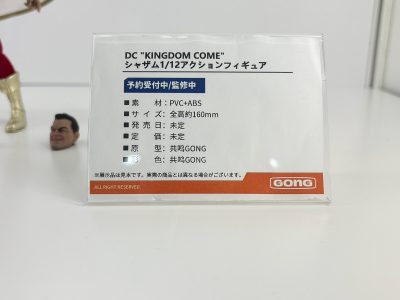 DC "KINGDOM COME"
シャザム1/12アクションフィギュア
予約受付中/監修中
■素　材：PVC+ABS
■サイズ：全高約160mm
■発売日：未定
■定　価：未定
■原　型：共鸣GONG
■彩　色：共鸣GONG
※展示品は見本です。実際の商品とは異なる場合がございます。
ALL RIGHT RESERVED
GONG